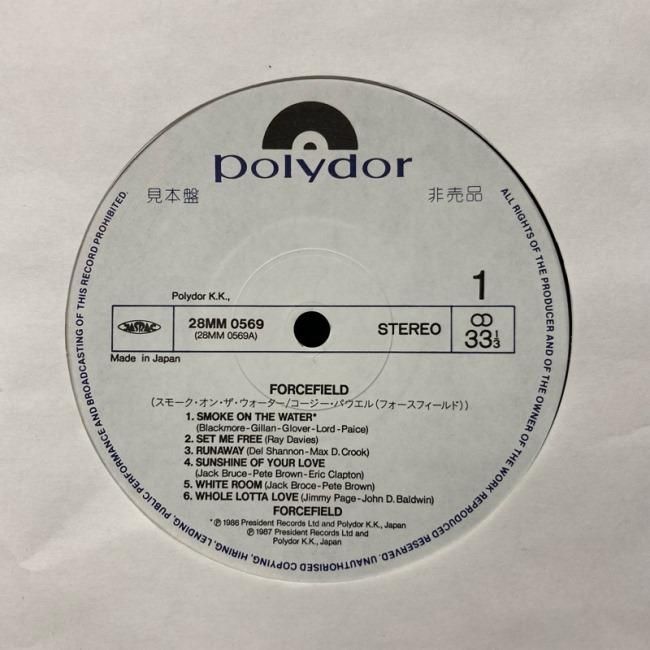 polydor
見本盤
非売品
1
Polydor K.K.,
JASRAC
28MM 0569
(28MM 0569A)
STEREO
33 1/3
Made in Japan
FORCEFIELD
(スモーク・オン・ザ・ウォーター/コージー・パウエル(フォースフィールド))
1. SMOKE ON THE WATER*
(Blackmore-Gillan-Glover-Lord-Paice)
2. SET ME FREE (Ray Davies)
3. RUNAWAY (Del Shannon-Max D. Crook)
4. SUNSHINE OF YOUR LOVE
(Jack Bruce-Pete Brown-Eric Clapton)
5. WHITE ROOM (Jack Broce-Pete Brown)
6. WHOLE LOTTA LOVE (Jimmy Page-John D. Baldwin)
FORCEFIELD
*Ⓟ1986 President Records Ltd and Polydor K.K., Japan
Ⓟ1987 President Records Ltd and
Polydor K.K., Japan
ALL RIGHTS OF THE PRODUCER AND OF THE OWNER OF THE WORK REPRODUCED RESERVED. UNAUTHORISED COPYING, HIRING, LENDING, PUBLIC PERFORMANCE AND BROADCASTING OF THIS RECORD PROHIBITED.